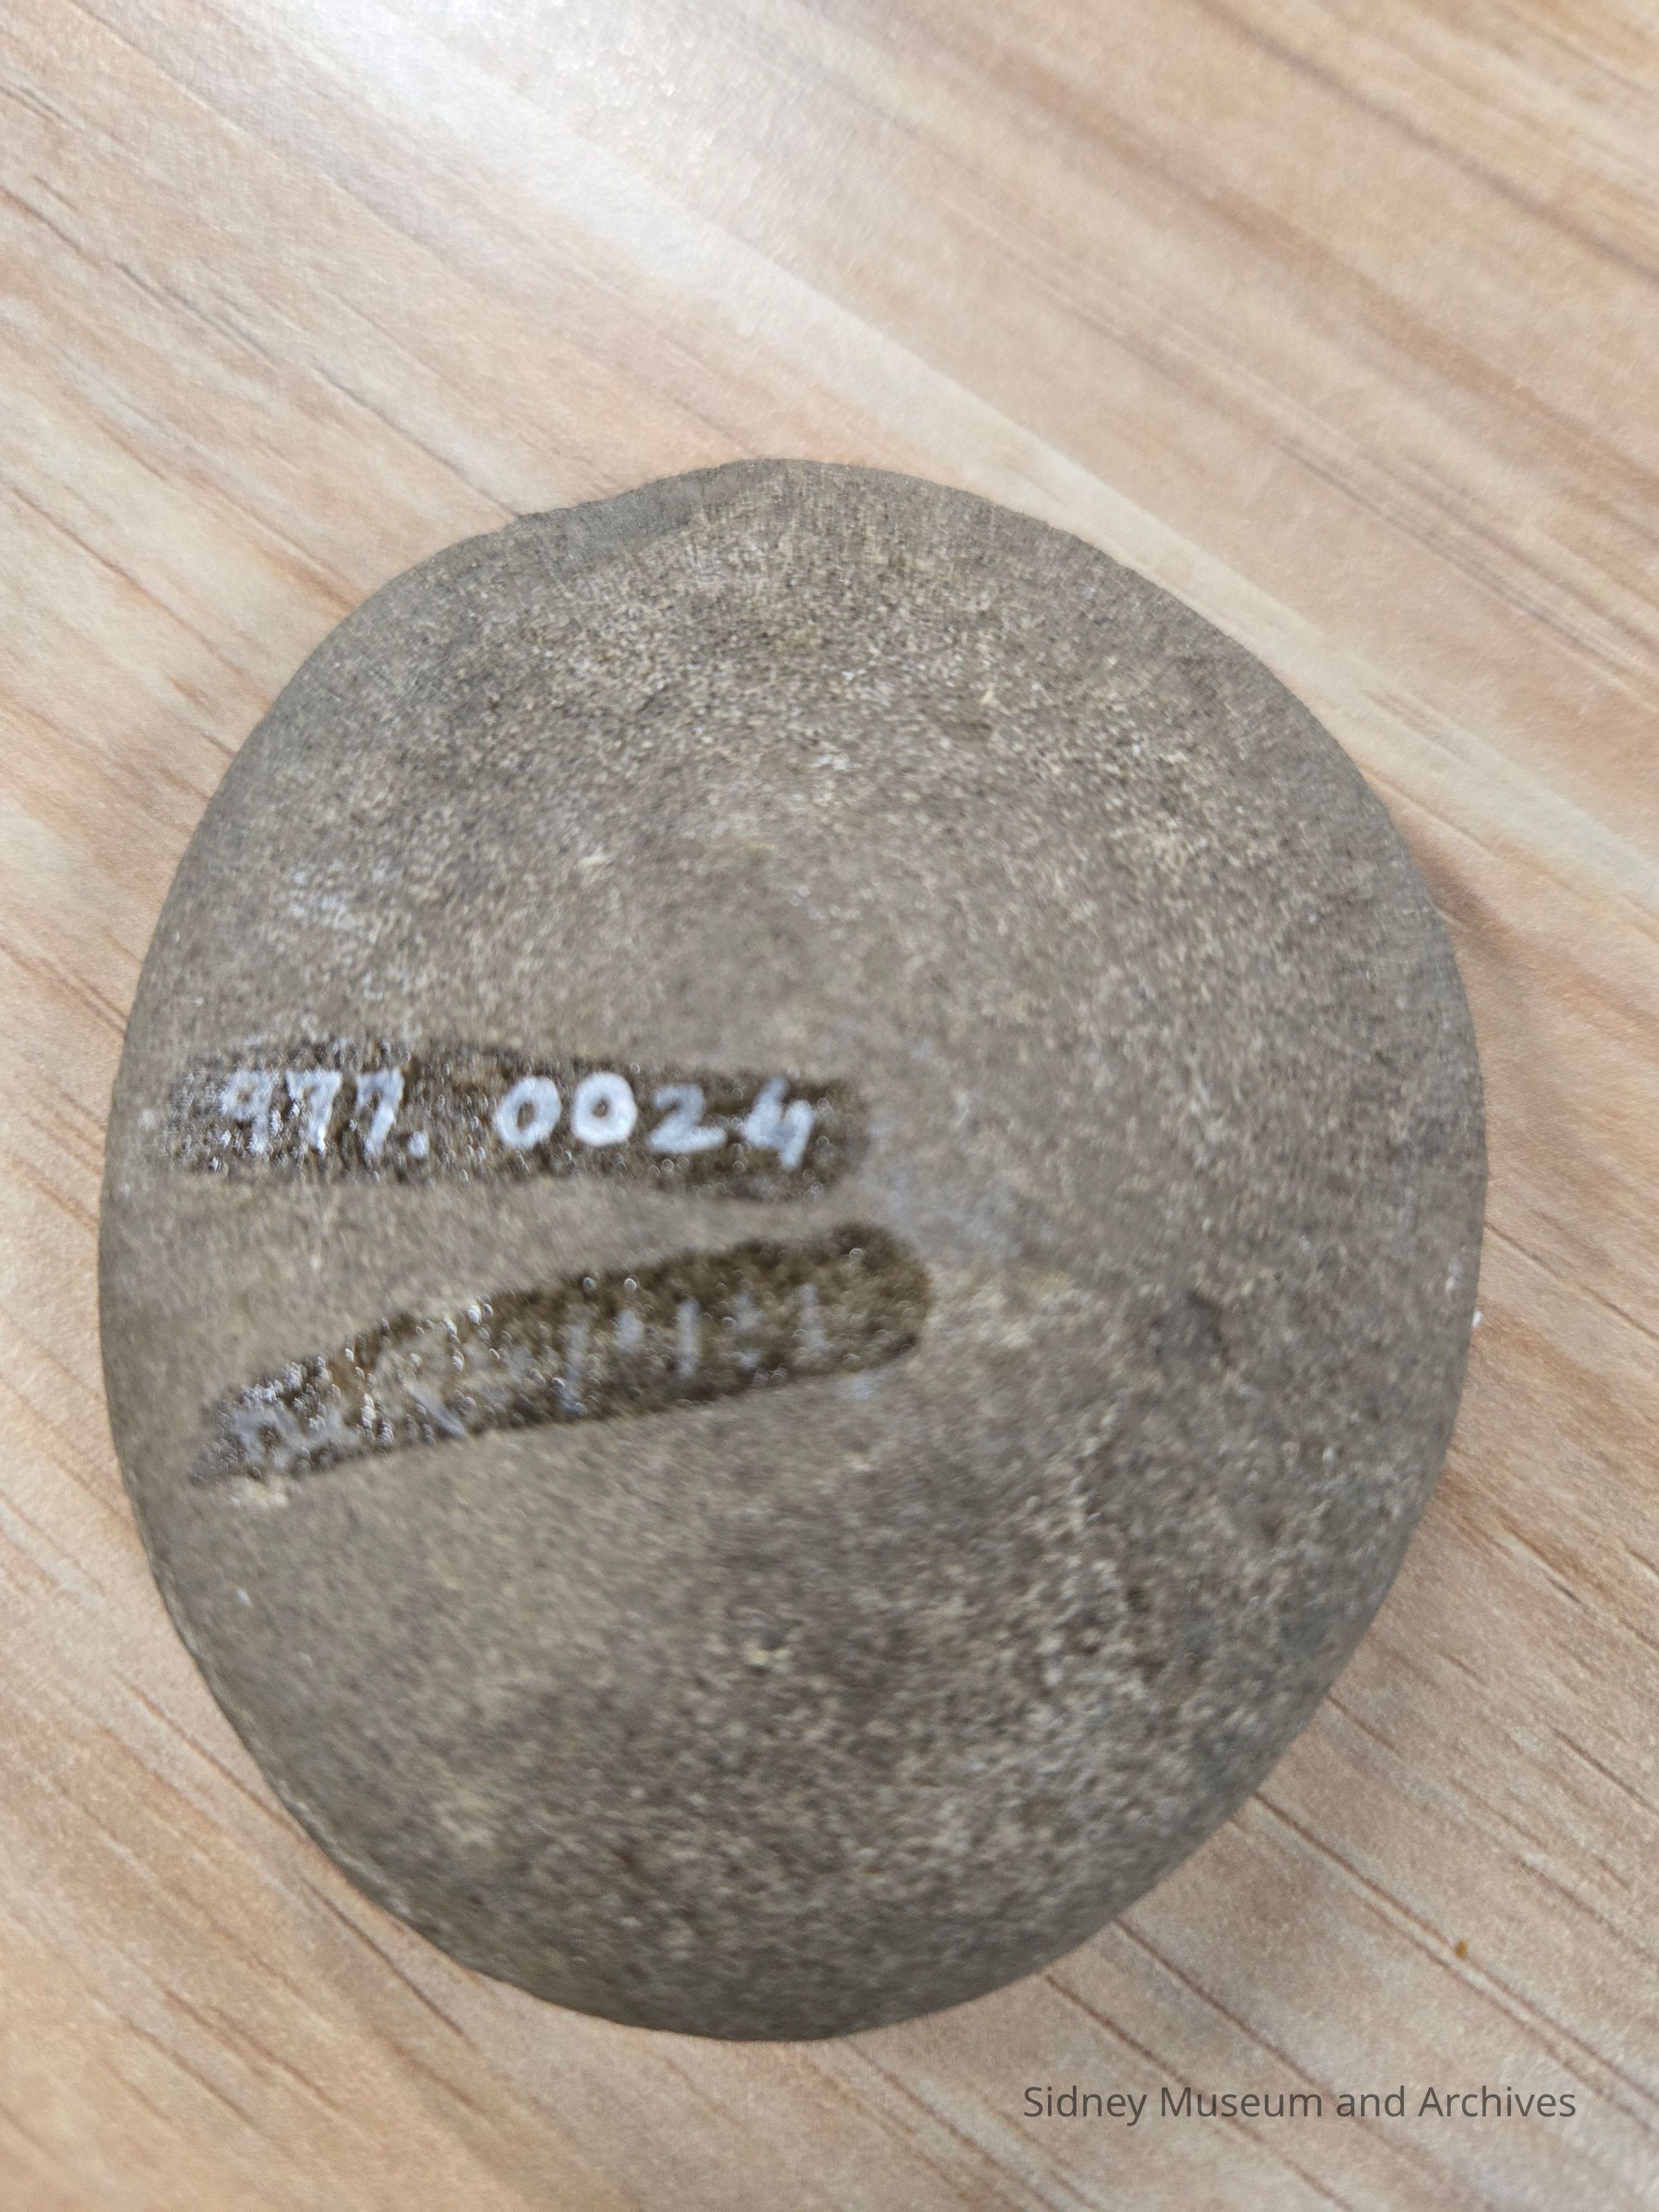 977. 0024
Sidney Museum and Archives